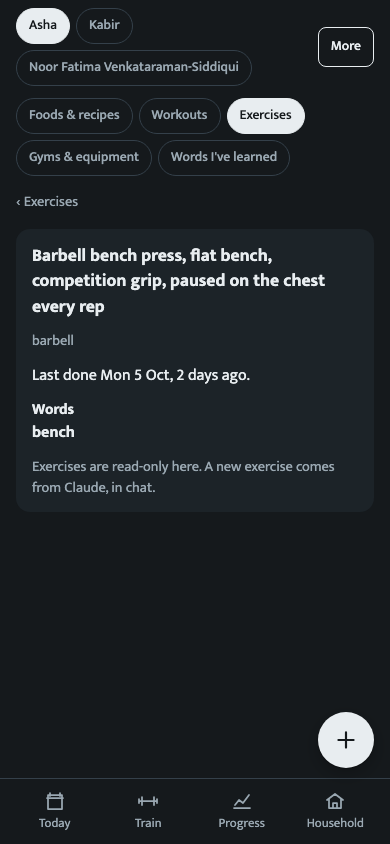 Asha
Kabir
More
Noor Fatima Venkataraman-Siddiqui
Foods & recipes
Workouts
Exercises
Gyms & equipment
Words I've learned
‹ Exercises
Barbell bench press, flat bench,
competition grip, paused on the chest
every rep
barbell
Last done Mon 5 Oct, 2 days ago.
Words
bench
Exercises are read-only here. A new exercise comes
from Claude, in chat.
Today
Train
Progress
Household